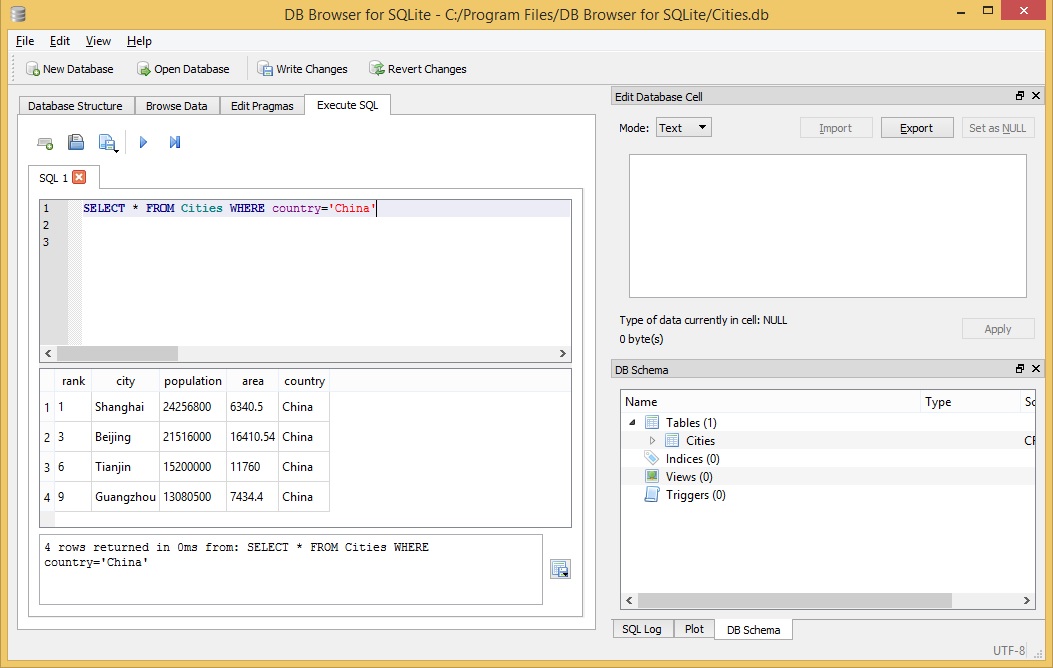 DB Browser for SQLite - C:/Program Files/DB Browser for SQLite/Cities.db
File Edit View Help
New Database Open Database Write Changes Revert Changes
Database Structure Browse Data Edit Pragmas Execute SQL
SQL 1
1 SELECT * FROM Cities WHERE country='China'
2
3
rank city population area country
1 1 Shanghai 24256800 6340.5 China
2 3 Beijing 21516000 16410.54 China
3 6 Tianjin 15200000 11760 China
4 9 Guangzhou 13080500 7434.4 China
4 rows returned in 0ms from: SELECT * FROM Cities WHERE
country='China'
Edit Database Cell
Mode: Text Import Export Set as NULL
Type of data currently in cell: NULL
0 byte(s)
Apply
DB Schema
Name Type
Tables (1)
Cities
Indices (0)
Views (0)
Triggers (0)
SQL Log Plot DB Schema
UTF-8